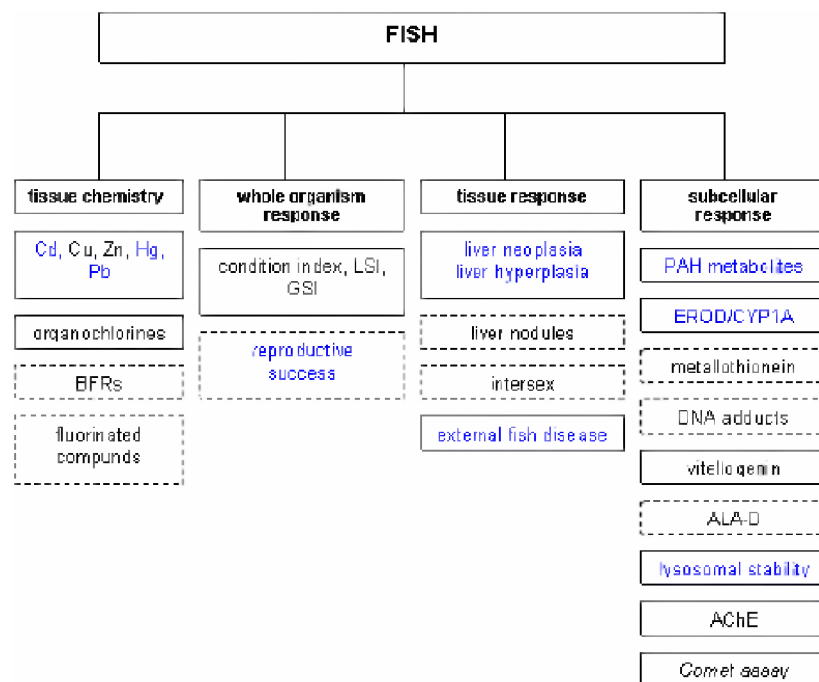 FISH
tissue chemistry
Cd, Cu, Zn, Hg,
Pb
organochlorines
BFRs
fluorinated
compunds
whole organism
response
condition index, LSI,
GSI
reproductive
success
tissue response
liver neoplasia
liver hyperplasia
liver nodules
intersex
external fish disease
subcellular
response
PAH metabolites
EROD/CYP1A
metallothionein
DNA adducts
vitellogenin
ALA-D
lysosomal stability
AChE
Comet assay